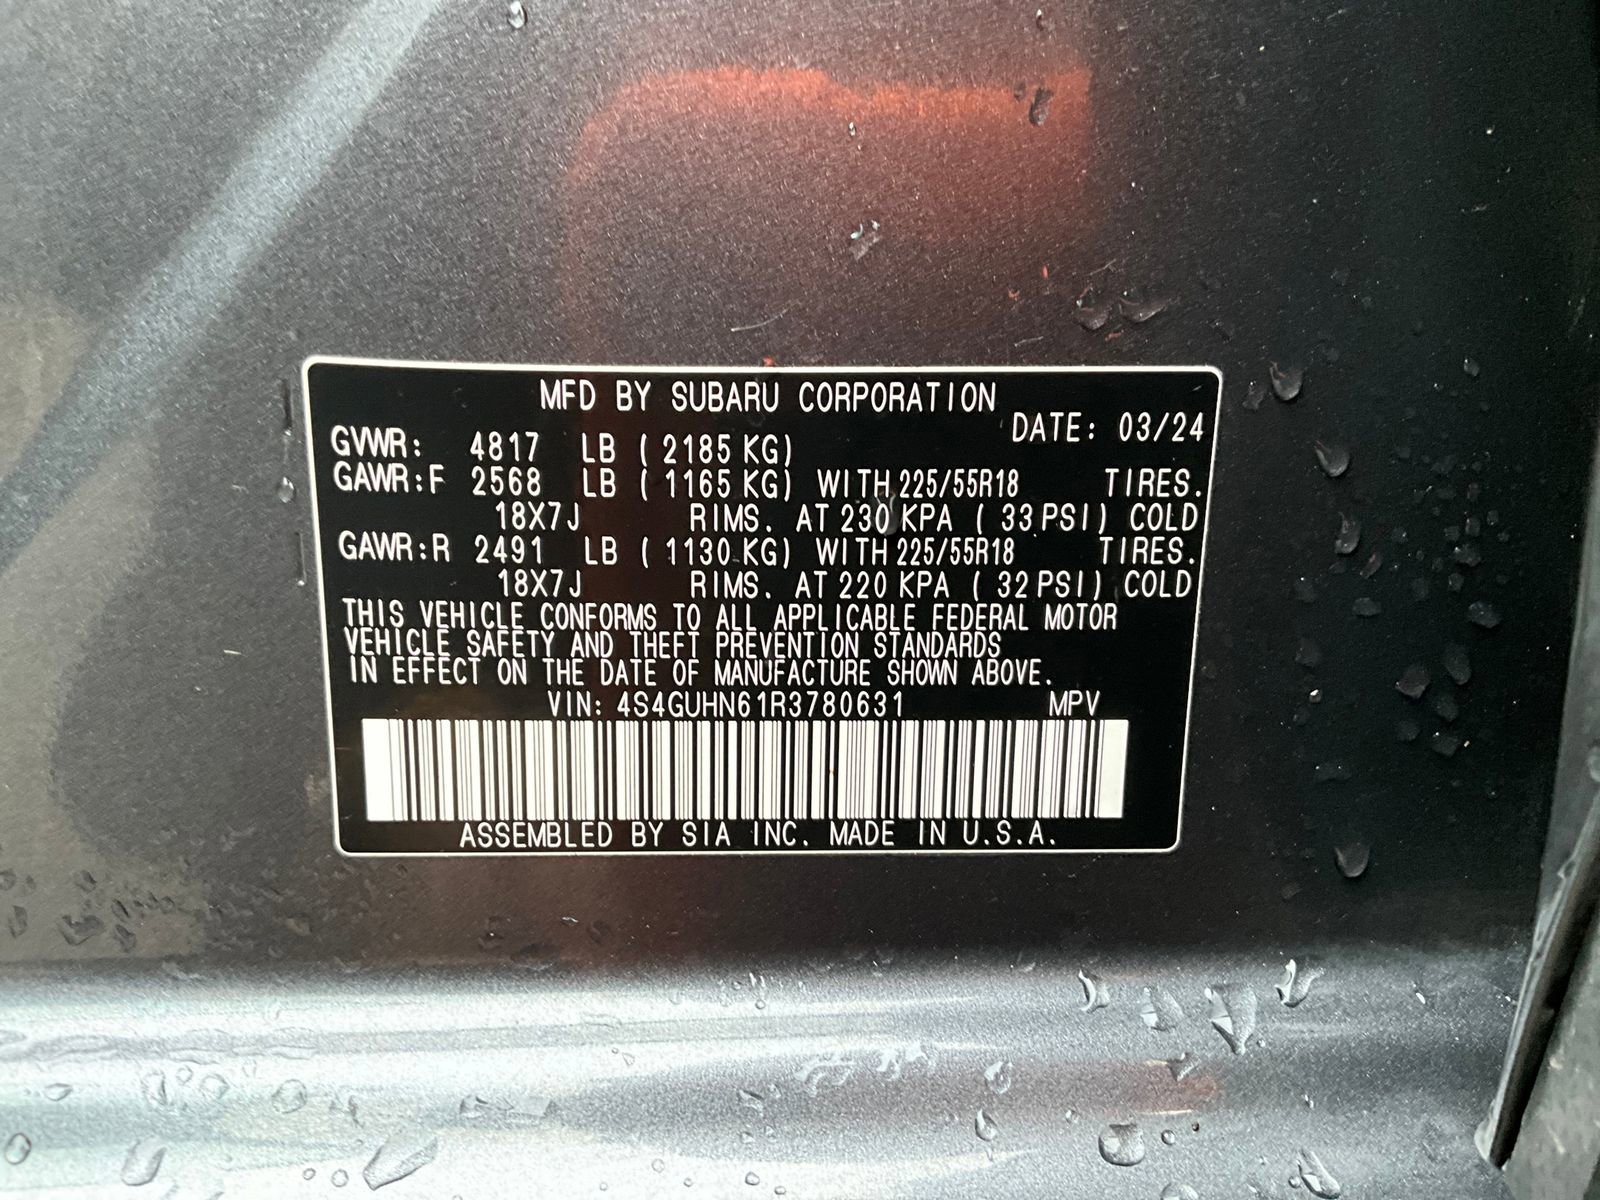 MFD BY SUBARU CORPORATION
DATE: 03/24
GVWR: 4817 LB ( 2185 KG)
GAWR:F 2568 LB ( 1165 KG) WITH 225/55R18 TIRES.
18X7J RIMS. AT 230 KPA ( 33 PSI) COLD
GAWR:R 2491 LB ( 1130 KG) WITH 225/55R18 TIRES.
18X7J RIMS. AT 220 KPA ( 32 PSI) COLD
THIS VEHICLE CONFORMS TO ALL APPLICABLE FEDERAL MOTOR
VEHICLE SAFETY AND THEFT PREVENTION STANDARDS
IN EFFECT ON THE DATE OF MANUFACTURE SHOWN ABOVE.
VIN: 4S4GUHN61R3780631 MPV
ASSEMBLED BY SIA INC. MADE IN U.S.A.